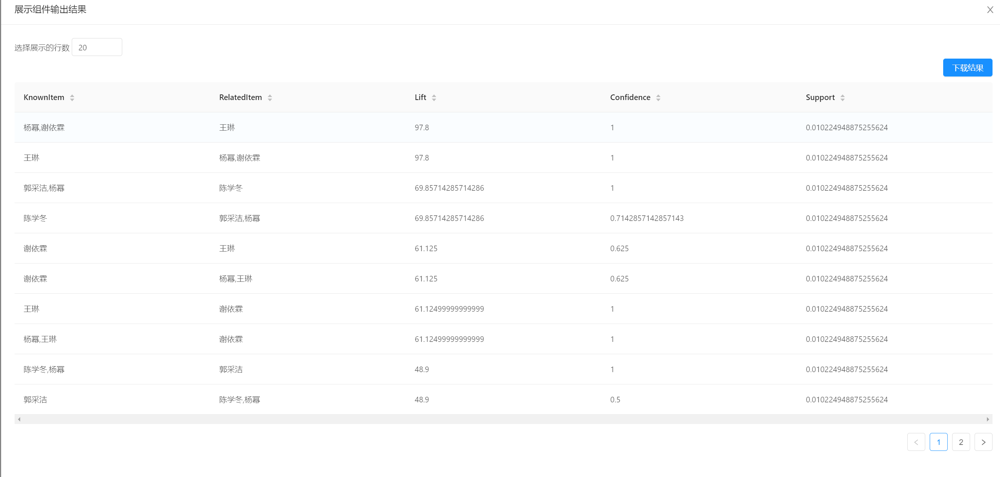 展示组件输出结果
选择展示的行数 20
下载结果
KnownItem RelatedItem Lift Confidence Support
杨幂,谢依霖 王琳 97.8 1 0.010224948875255624
王琳 杨幂,谢依霖 97.8 1 0.010224948875255624
郭采洁,杨幂 陈学冬 69.85714285714286 1 0.010224948875255624
陈学冬 郭采洁,杨幂 69.85714285714286 0.7142857142857143 0.010224948875255624
谢依霖 王琳 61.125 0.625 0.010224948875255624
谢依霖 杨幂,王琳 61.125 0.625 0.010224948875255624
王琳 谢依霖 61.12499999999999 1 0.010224948875255624
杨幂,王琳 谢依霖 61.12499999999999 1 0.010224948875255624
陈学冬,杨幂 郭采洁 48.9 1 0.010224948875255624
郭采洁 陈学冬,杨幂 48.9 0.5 0.010224948875255624
1 2